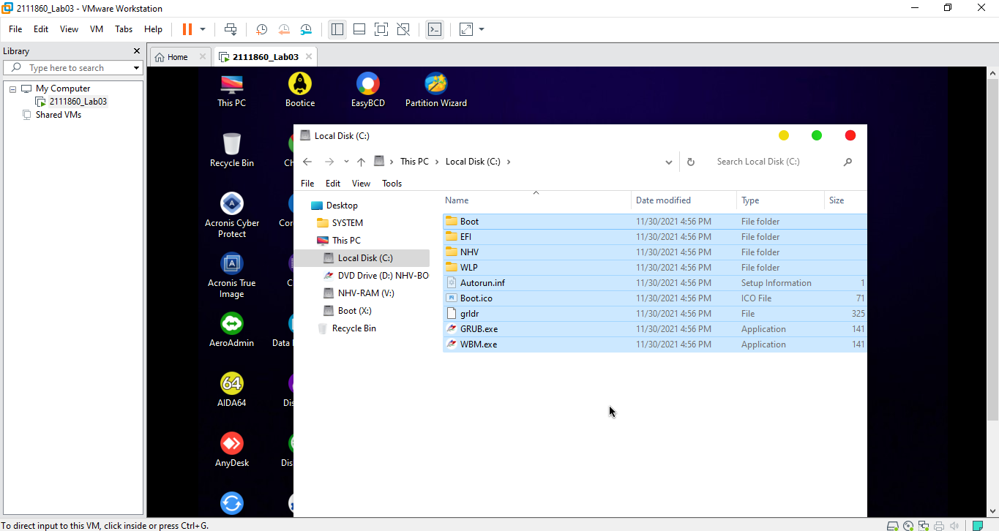 2111860_Lab03 - VMware Workstation
File Edit View VM Tabs Help
Library
Type here to search
My Computer
2111860_Lab03
Shared VMs
Home
2111860_Lab03
This PC
Bootice
EasyBCD
Partition Wizard
Recycle Bin
Ch
Acronis Cyber
Protect
Cor
Acronis True
Image
C
AeroAdmin
Data
AIDA64
64
Dis
AnyDesk
Dis
Local Disk (C:)
This PC > Local Disk (C:) >
Search Local Disk (C:)
File Edit View Tools
Desktop
SYSTEM
This PC
Local Disk (C:)
DVD Drive (D:) NHV-BO
NHV-RAM (V:)
Boot (X:)
Recycle Bin
Name Date modified Type Size
Boot 11/30/2021 4:56 PM File folder
EFI 11/30/2021 4:56 PM File folder
NHV 11/30/2021 4:56 PM File folder
WLP 11/30/2021 4:56 PM File folder
Autorun.inf 11/30/2021 4:56 PM Setup Information 1
Boot.ico 11/30/2021 4:56 PM ICO File 71
grldr 11/30/2021 4:56 PM File 325
GRUB.exe 11/30/2021 4:56 PM Application 141
WBM.exe 11/30/2021 4:56 PM Application 141
To direct input to this VM, click inside or press Ctrl+G.